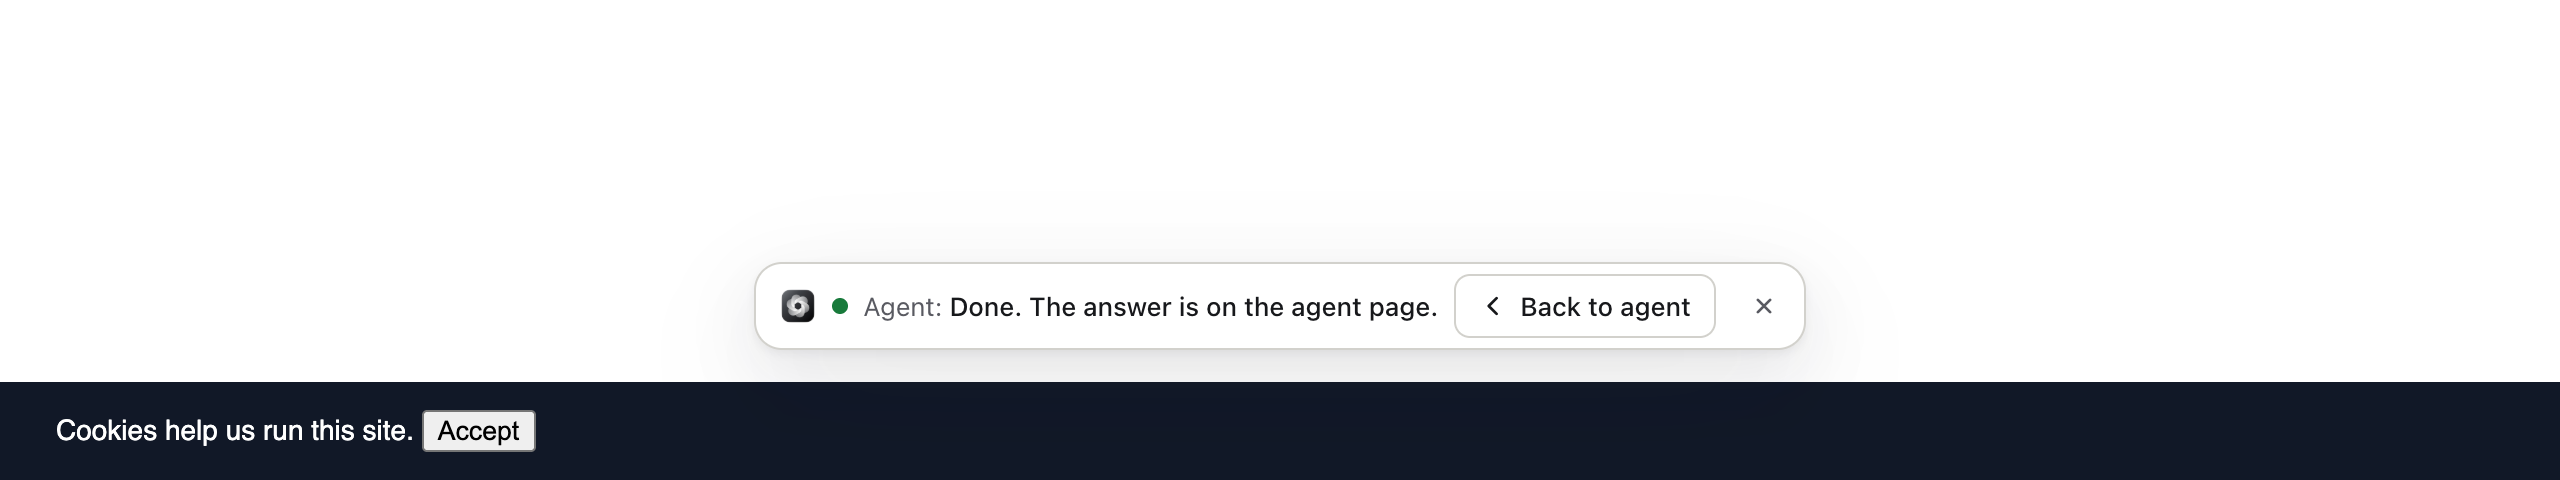 Agent: Done. The answer is on the agent page. Back to agent
Cookies help us run this site. Accept